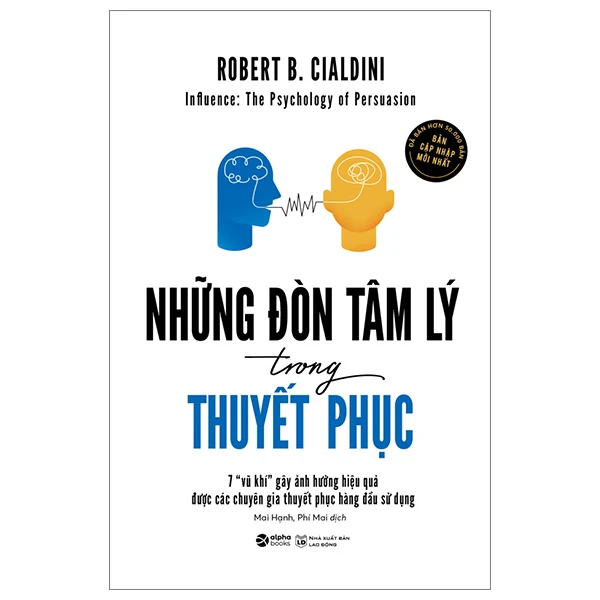 ROBERT B. CIALDINI
Influence: The Psychology of Persuasion
ĐÃ BÁN HƠN 50.000 BẢN
BẢN
CẬP NHẬP
MỚI NHẤT
NHỮNG ĐÒN TÂM LÝ
trong
THUYẾT PHỤC
7 “vũ khí” gây ảnh hưởng hiệu quả
được các chuyên gia thuyết phục hàng đầu sử dụng
Mai Hạnh, Phí Mai dịch
alpha
books
LĐ
NHÀ XUẤT BẢN
LAO ĐỘNG